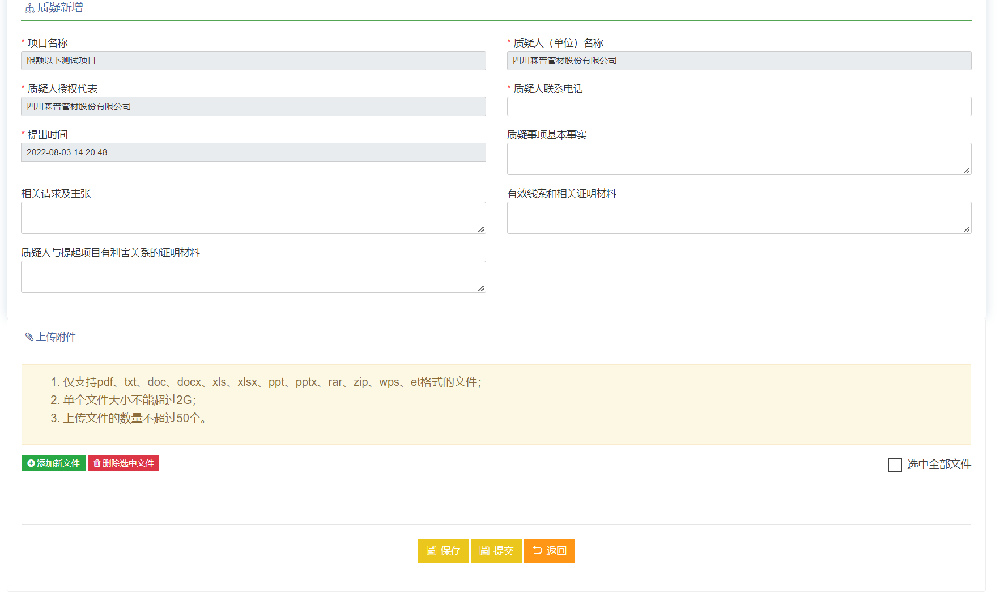 质疑新增
* 项目名称
* 质疑人（单位）名称
限额以下测试项目
四川森普管材股份有限公司
* 质疑人授权代表
* 质疑人联系电话
四川森普管材股份有限公司
* 提出时间
质疑事项基本事实
2022-08-03 14:20:48
相关请求及主张
有效线索和相关证明材料
质疑人与提起项目有利害关系的证明材料
上传附件
1. 仅支持pdf、txt、doc、docx、xls、xlsx、ppt、pptx、rar、zip、wps、et格式的文件；
2. 单个文件大小不能超过2G；
3. 上传文件的数量不超过50个。
添加新文件 删除选中文件
选中全部文件
保存 提交 返回